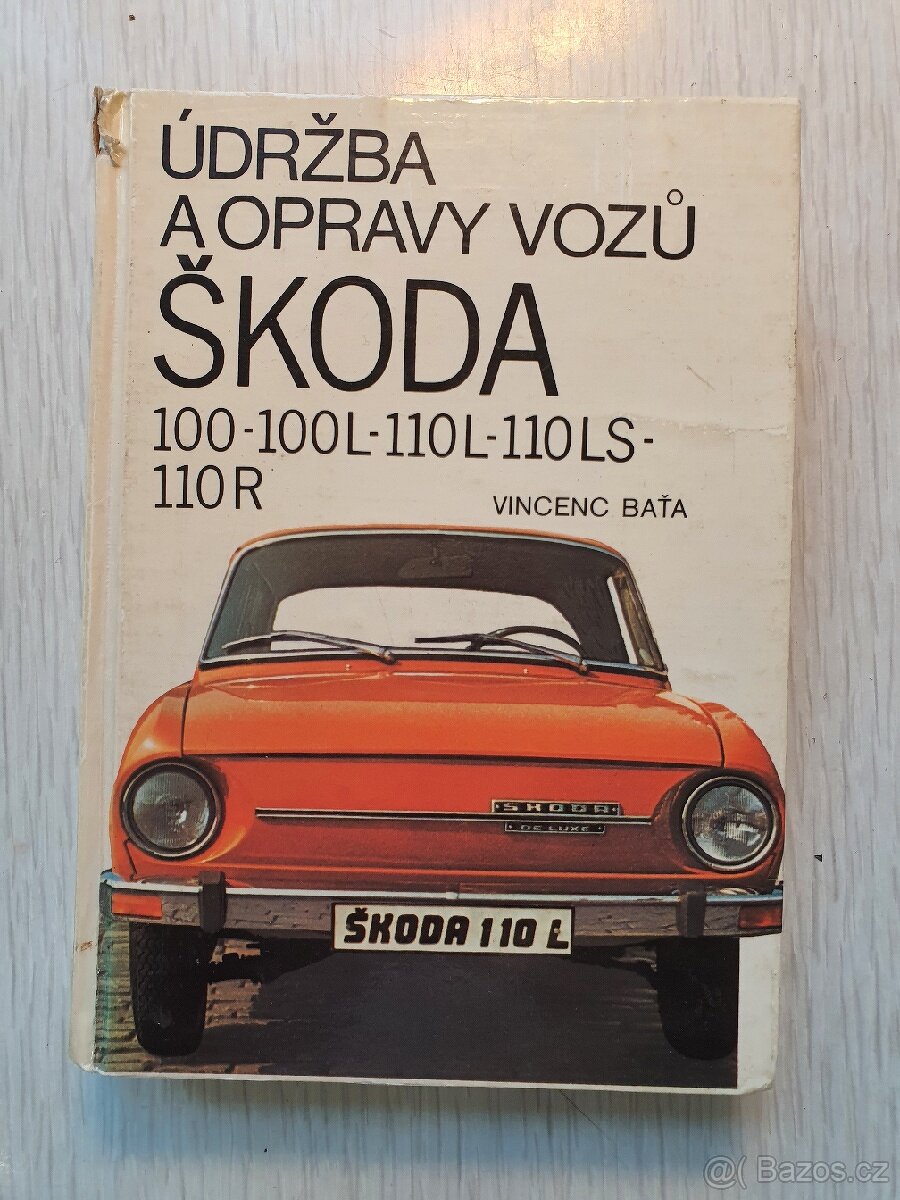 ÚDRŽBA
A OPRAVY VOZŮ
ŠKODA
100-100L-110L-110LS-
110R
VINCENC BAŤA
ŠKODA
DE LUXE
ŠKODA 110 L
@( Bazos.cz